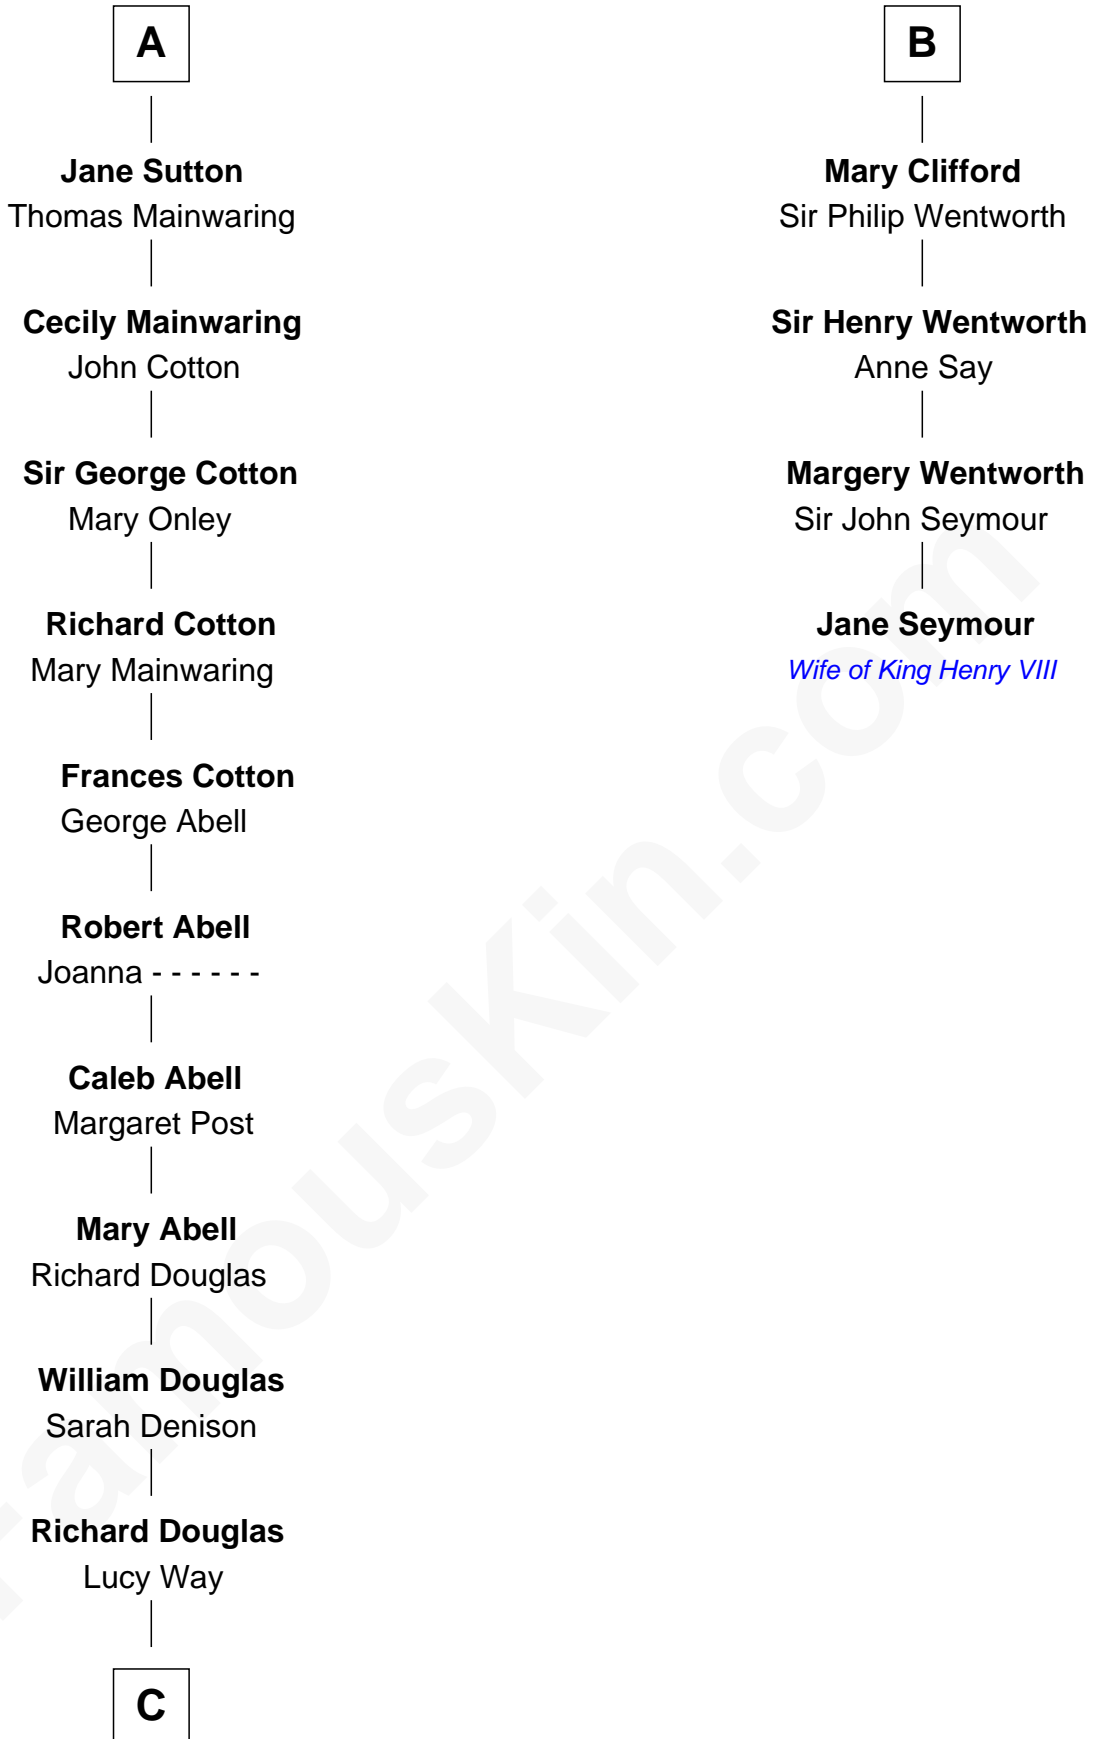 A
Jane Sutton
Thomas Mainwaring
Cecily Mainwaring
John Cotton
Sir George Cotton
Mary Onley
Richard Cotton
Mary Mainwaring
Frances Cotton
George Abell
Robert Abell
Joanna - - - - - -
Caleb Abell
Margaret Post
Mary Abell
Richard Douglas
William Douglas
Sarah Denison
Richard Douglas
Lucy Way
C
B
Mary Clifford
Sir Philip Wentworth
Sir Henry Wentworth
Anne Say
Margery Wentworth
Sir John Seymour
Jane Seymour
Wife of King Henry VIII
FamousKin.com